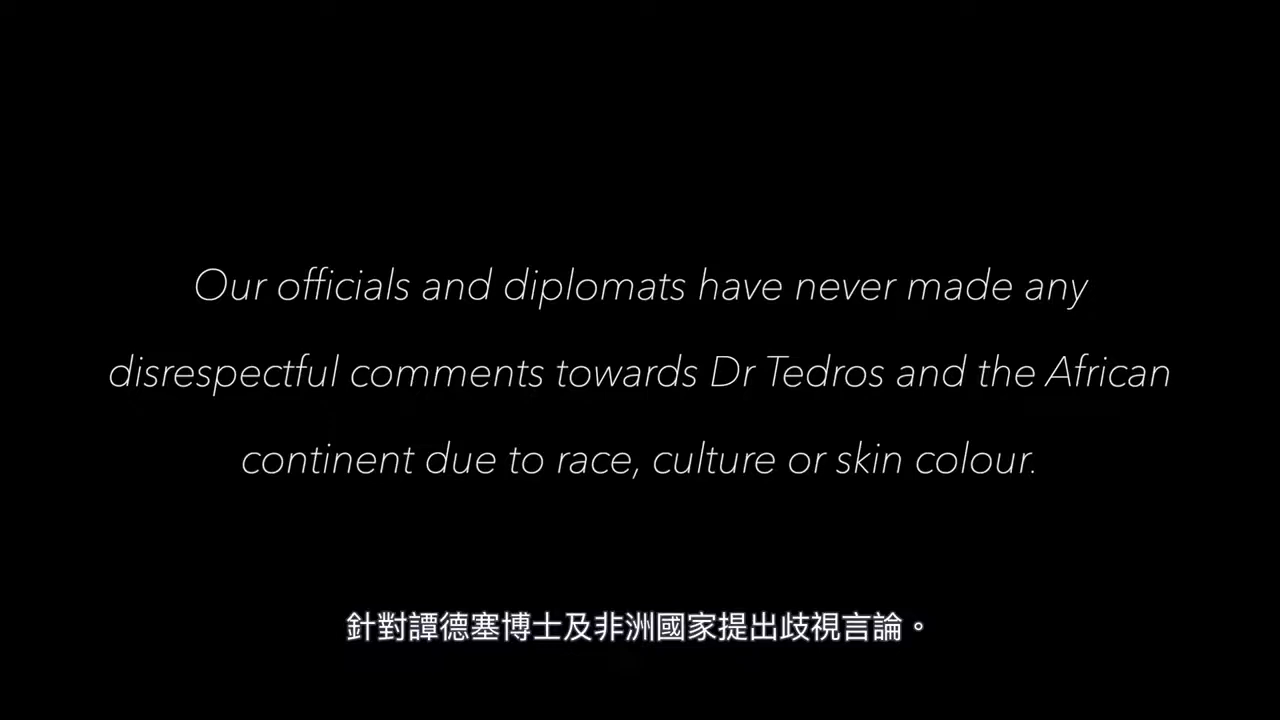 Our officials and diplomats have never made any
disrespectful comments towards Dr Tedros and the African
continent due to race, culture or skin colour.
針對譚德塞博士及非洲國家提出歧視言論。